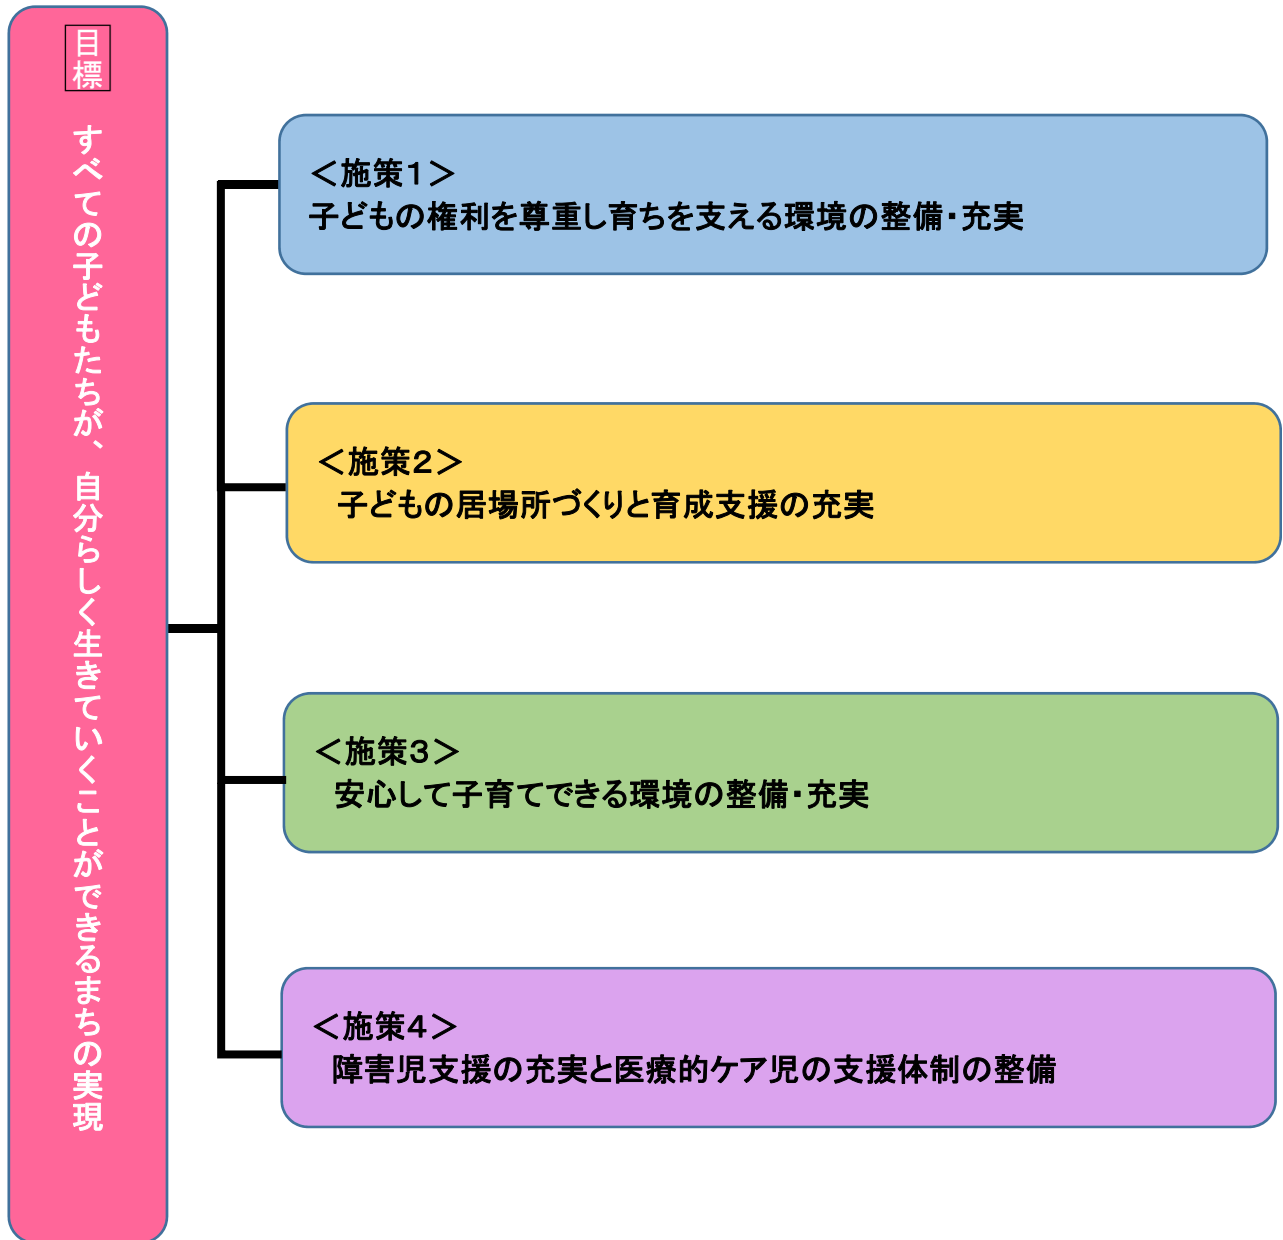 目標
すべての子どもたちが、自分らしく生きていくことができるまちの実現
＜施策１＞
子どもの権利を尊重し育ちを支える環境の整備・充実
＜施策２＞
子どもの居場所づくりと育成支援の充実
＜施策３＞
安心して子育てできる環境の整備・充実
＜施策４＞
障害児支援の充実と医療的ケア児の支援体制の整備